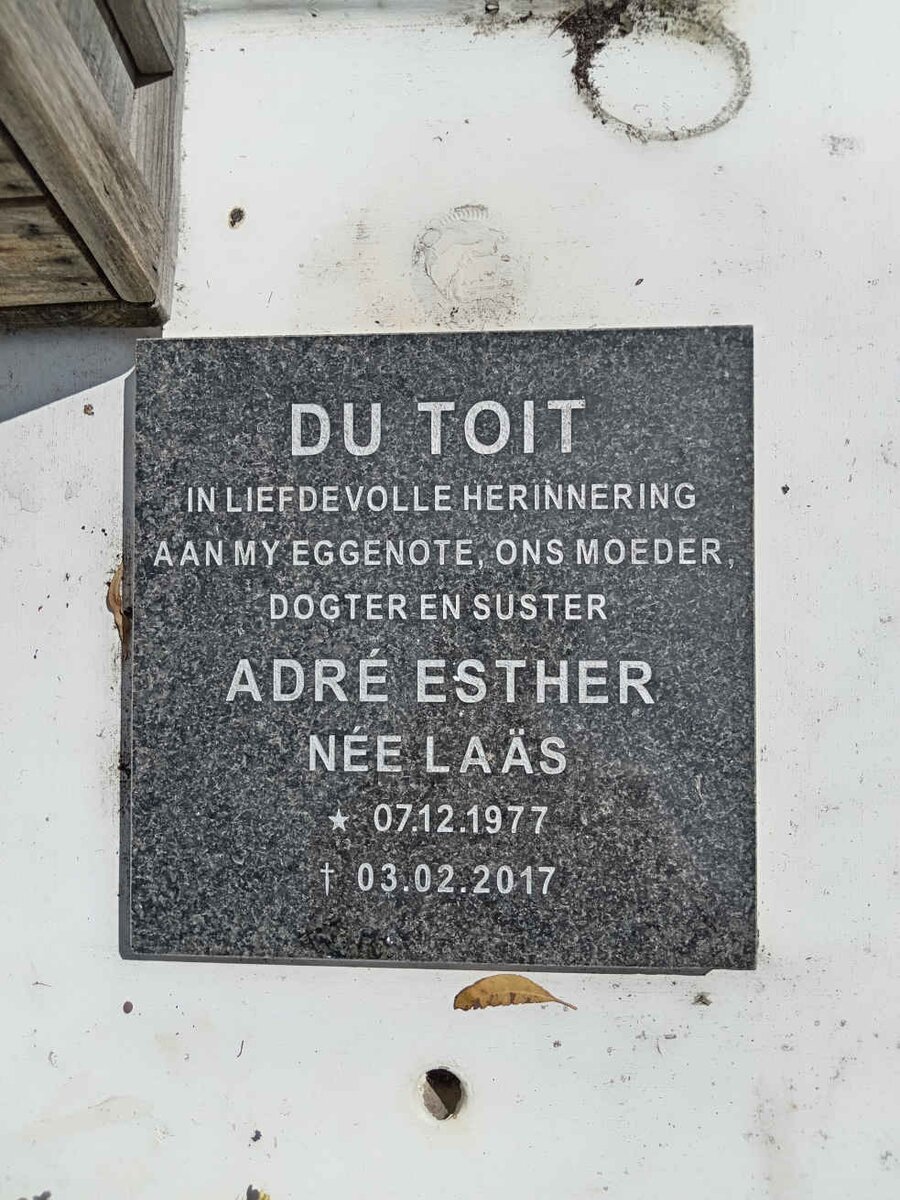 DU TOIT
IN LIEFDEVOLLE HERINNERING
AAN MY EGGENOTE, ONS MOEDER,
DOGTER EN SUSTER
ADRÉ ESTHER
NÉE LAÄS
★ 07.12.1977
† 03.02.2017